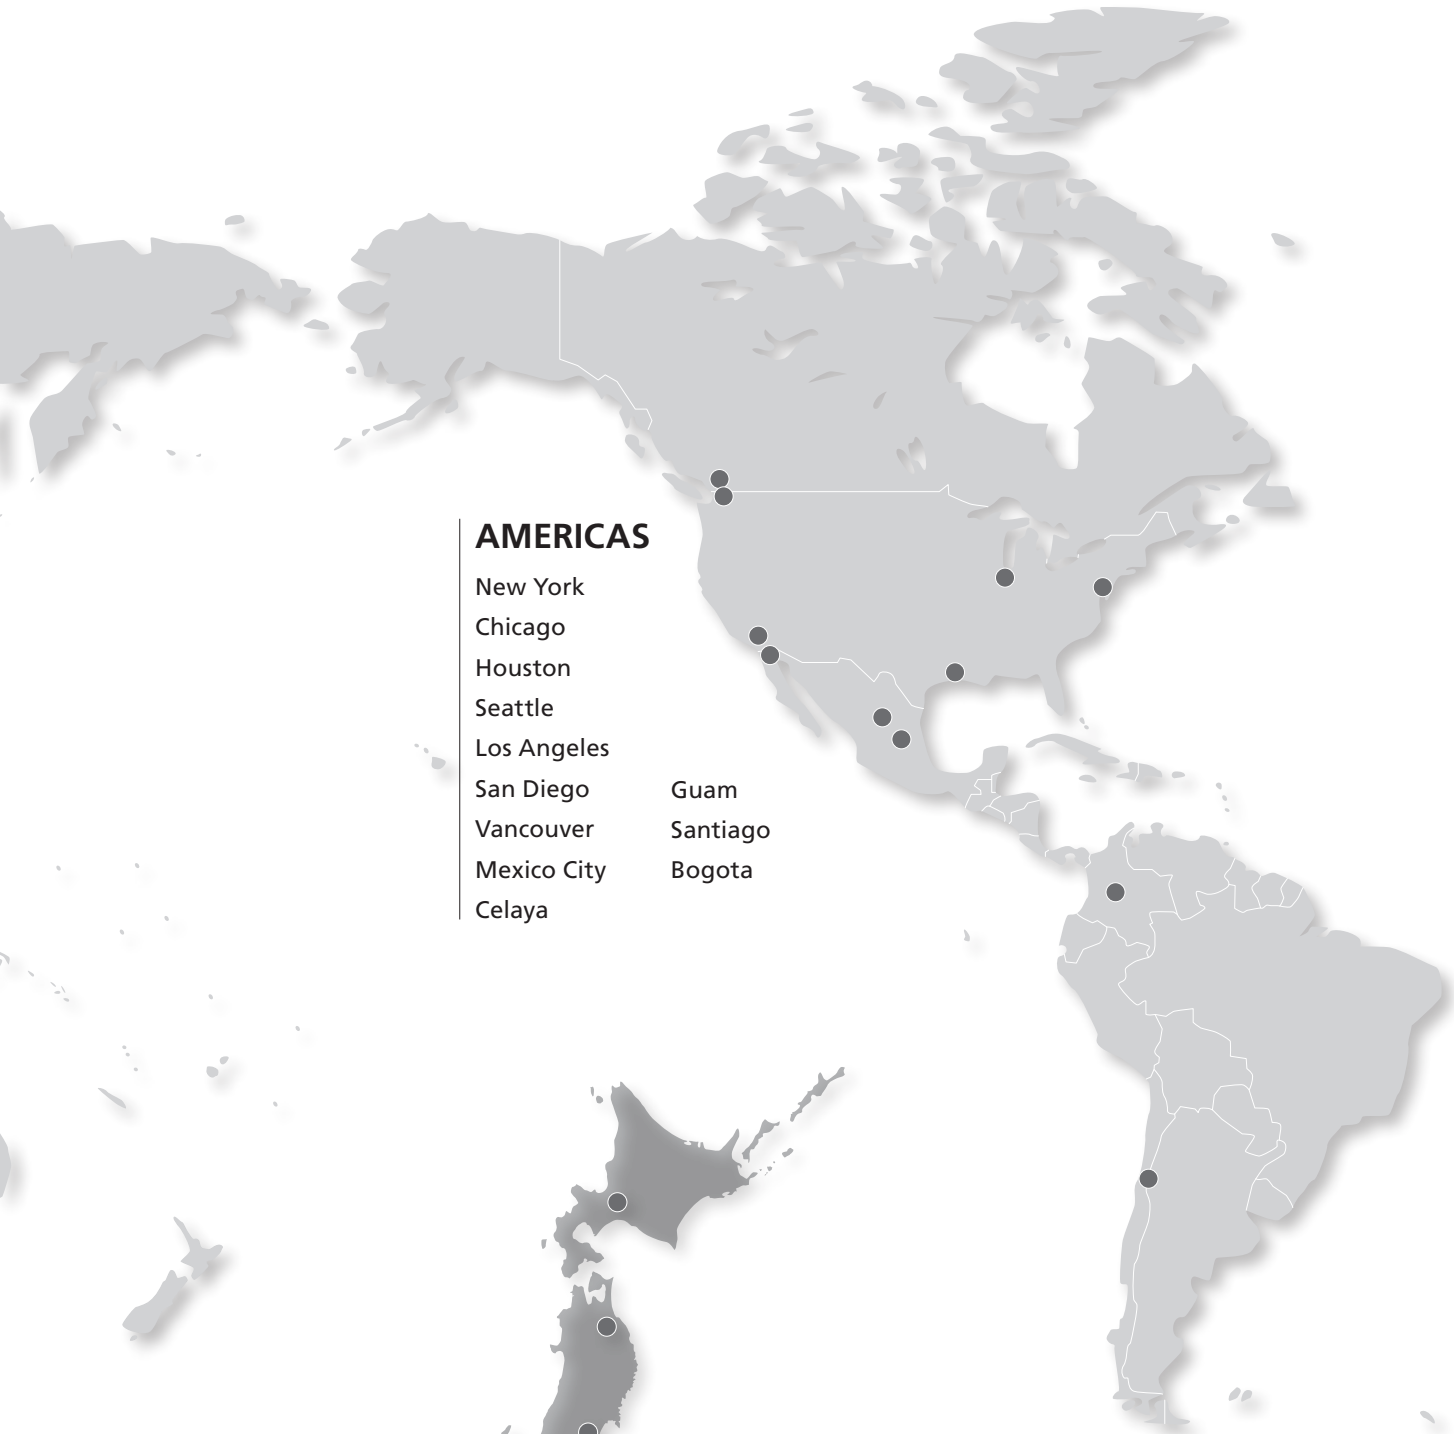 AMERICAS
New York
Chicago
Houston
Seattle
Los Angeles
San Diego
Vancouver
Mexico City
Celaya
Guam
Santiago
Bogota